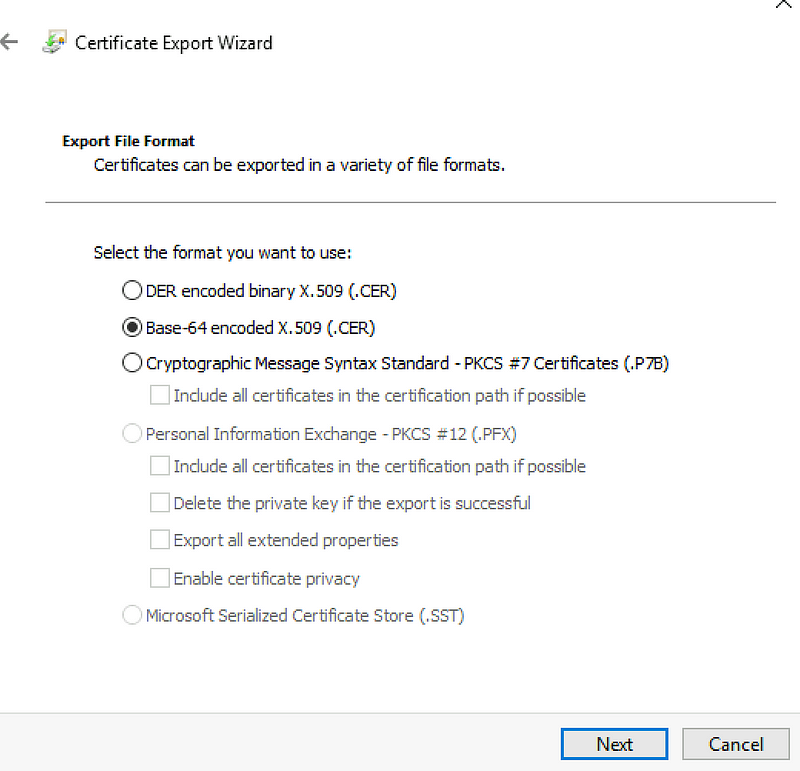 Certificate Export Wizard
Export File Format
Certificates can be exported in a variety of file formats.
Select the format you want to use:
DER encoded binary X.509 (.CER)
Base-64 encoded X.509 (.CER)
Cryptographic Message Syntax Standard - PKCS #7 Certificates (.P7B)
Include all certificates in the certification path if possible
Personal Information Exchange - PKCS #12 (.PFX)
Include all certificates in the certification path if possible
Delete the private key if the export is successful
Export all extended properties
Enable certificate privacy
Microsoft Serialized Certificate Store (.SST)
Next Cancel